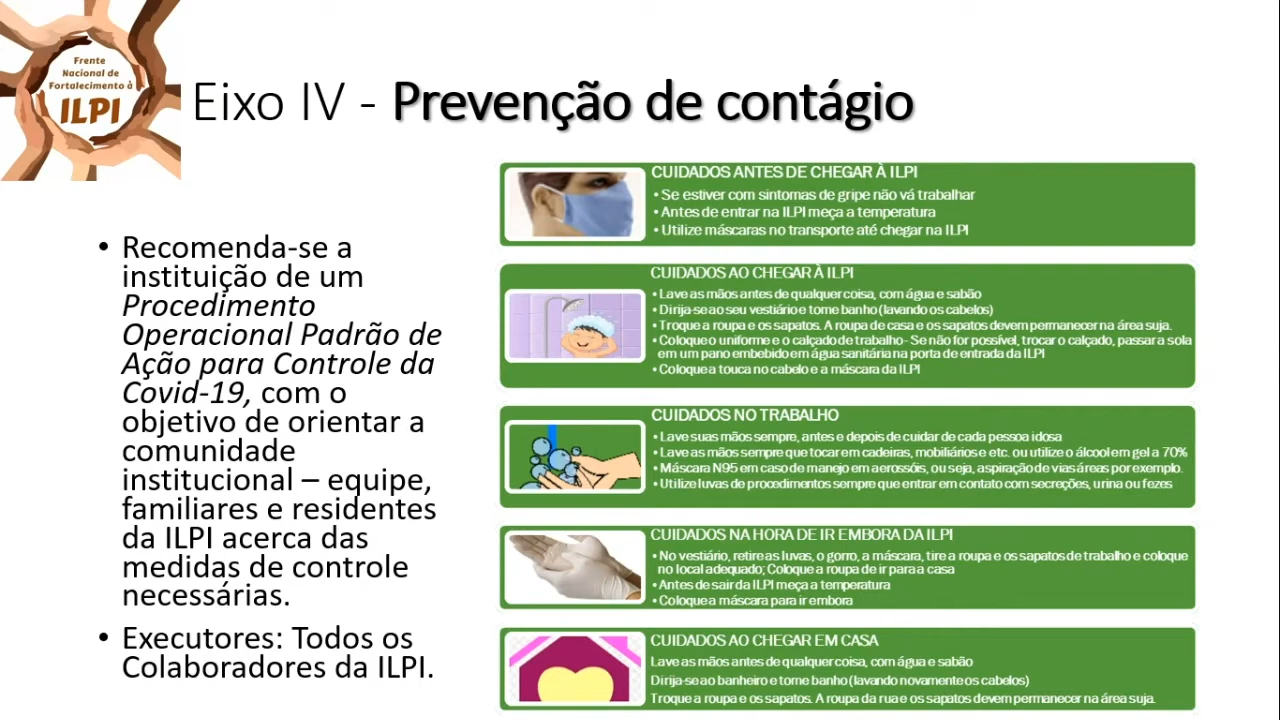 Frente
Nacional de
Fortalecimento à
ILPI
Eixo IV - Prevenção de contágio
• Recomenda-se a
instituição de um
Procedimento
Operacional Padrão de
Ação para Controle da
Covid-19, com o
objetivo de orientar a
comunidade
institucional – equipe,
familiares e residentes
da ILPI acerca das
medidas de controle
necessárias.
• Executores: Todos os
Colaboradores da ILPI.
CUIDADOS ANTES DE CHEGAR À ILPI
• Se estiver com sintomas de gripe não vá trabalhar
• Antes de entrar na ILPI meça a temperatura
• Utilize máscaras no transporte até chegar na ILPI
CUIDADOS AO CHEGAR À ILPI
• Lave as mãos antes de qualquer coisa, com água e sabão
• Dirija-se ao seu vestiário e tome banho (lavando os cabelos)
• Troque a roupa e os sapatos. A roupa de casa e os sapatos devem permanecer na área suja.
• Coloque o uniforme e o calçado de trabalho - Se não for possível, trocar o calçado, passar a sola
em um pano embebido em água sanitária na porta de entrada da ILPI
• Coloque a touca no cabelo e a máscara da ILPI
CUIDADOS NO TRABALHO
• Lave suas mãos sempre, antes e depois de cuidar de cada pessoa idosa
• Lave as mãos sempre que tocar em cadeiras, mobiliários e etc. ou utilize o álcool em gel a 70%
• Máscara N95 em caso de manejo em aerossóis, ou seja, aspiração de vias áreas por exemplo.
• Utilize luvas de procedimentos sempre que entrar em contato com secreções, urina ou fezes
CUIDADOS NA HORA DE IR EMBORA DA ILPI
• No vestiário, retire as luvas, o gorro, a máscara, tire a roupa e os sapatos de trabalho e coloque
no local adequado; Coloque a roupa de ir para a casa
• Antes de sair da ILPI meça a temperatura
• Coloque a máscara para ir embora
CUIDADOS AO CHEGAR EM CASA
Lave as mãos antes de qualquer coisa, com água e sabão
Dirija-se ao banheiro e tome banho (lavando novamente os cabelos)
Troque a roupa e os sapatos. A roupa da rua e os sapatos devem permanecer na área suja.